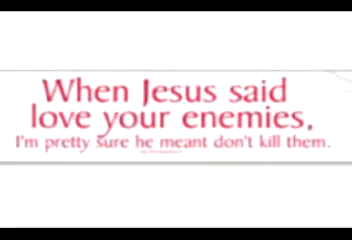 When Jesus said
love your enemies,
I'm pretty sure he meant don't kill them.